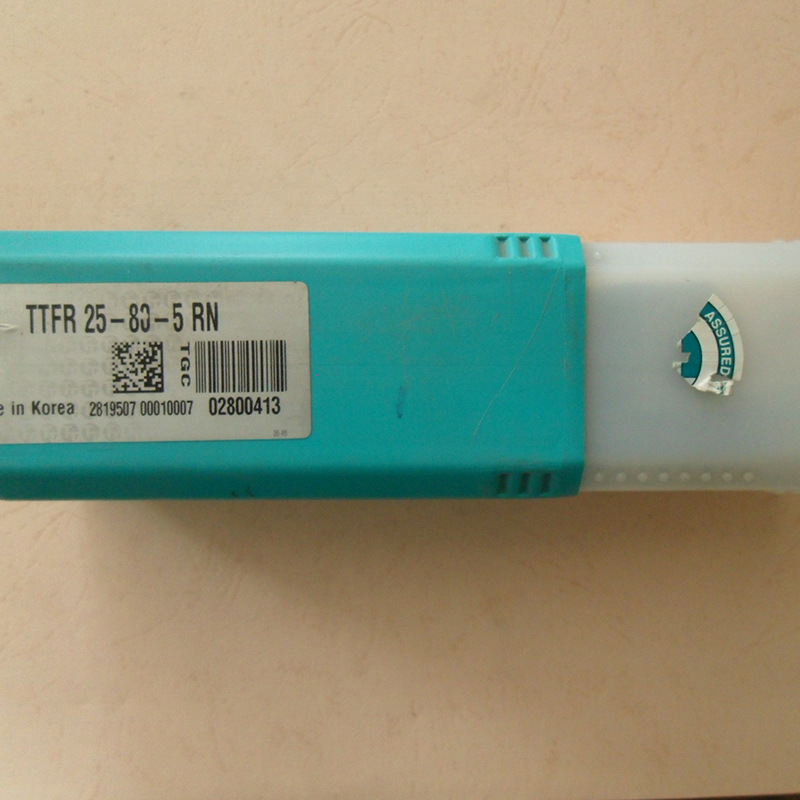 TTFR 25-80-5 RN
TGC
e in Korea 2819507 00010007 02800413
ASSURED